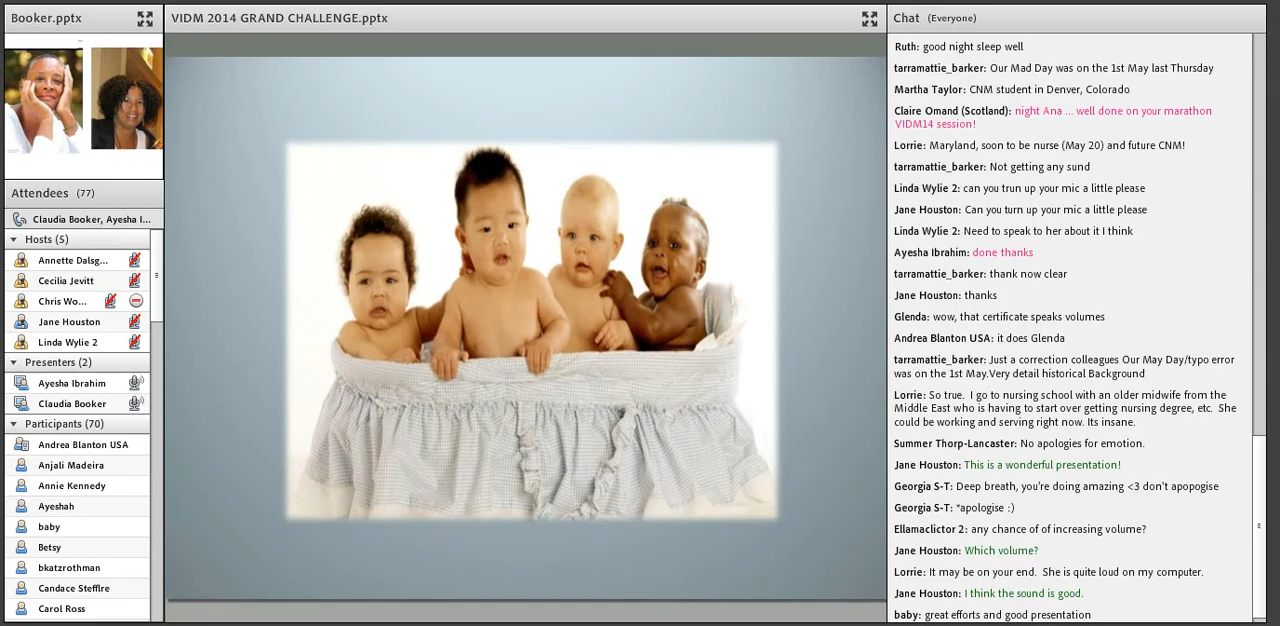 Booker.pptx
Attendees (77)
Claudia Booker, Ayesha I...
Hosts (5)
Annette Dalsg...
Cecilia Jevitt
Chris Wo...
Jane Houston
Linda Wylie 2
Presenters (2)
Ayesha Ibrahim
Claudia Booker
Participants (70)
Andrea Blanton USA
Anjali Madeira
Annie Kennedy
Ayeshah
baby
Betsy
bkatzrothman
Candace Stefflre
Carol Ross
VIDM 2014 GRAND CHALLENGE.pptx
Chat (Everyone)
Ruth: good night sleep well
tarramattie_barker: Our Mad Day was on the 1st May last Thursday
Martha Taylor: CNM student in Denver, Colorado
Claire Omand (Scotland): night Ana ... well done on your marathon
VIDM14 session!
Lorrie: Maryland, soon to be nurse (May 20) and future CNM!
tarramattie_barker: Not getting any sund
Linda Wylie 2: can you trun up your mic a little please
Jane Houston: Can you turn up your mic a little please
Linda Wylie 2: Need to speak to her about it I think
Ayesha Ibrahim: done thanks
tarramattie_barker: thank now clear
Jane Houston: thanks
Glenda: wow, that certificate speaks volumes
Andrea Blanton USA: it does Glenda
tarramattie_barker: Just a correction colleagues Our May Day/typo error
was on the 1st May.Very detail historical Background
Lorrie: So true. I go to nursing school with an older midwife from the
Middle East who is having to start over getting nursing degree, etc. She
could be working and serving right now. Its insane.
Summer Thorp-Lancaster: No apologies for emotion.
Jane Houston: This is a wonderful presentation!
Georgia S-T: Deep breath, you're doing amazing <3 don't apopogise
Georgia S-T: *apologise :)
Ellamaclictor 2: any chance of of increasing volume?
Jane Houston: Which volume?
Lorrie: It may be on your end. She is quite loud on my computer.
Jane Houston: I think the sound is good.
baby: great efforts and good presentation